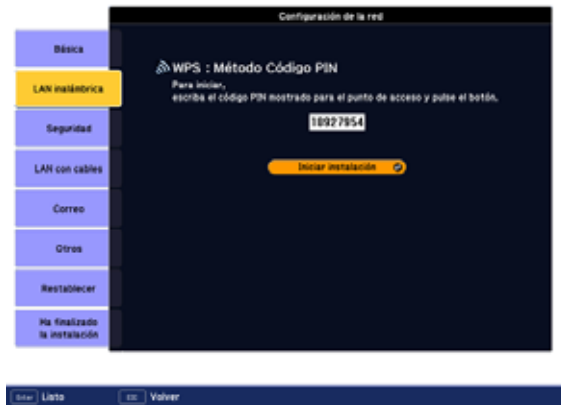 Configuración de la red
Básica
LAN inalámbrica
Seguridad
LAN con cables
Correo
Otros
Restablecer
Ha finalizado
la instalación
WPS : Método Código PIN
Para iniciar,
escriba el código PIN mostrado para el punto de acceso y pulse el botón.
10927954
Iniciar instalación
Enter Listo
ESC Volver